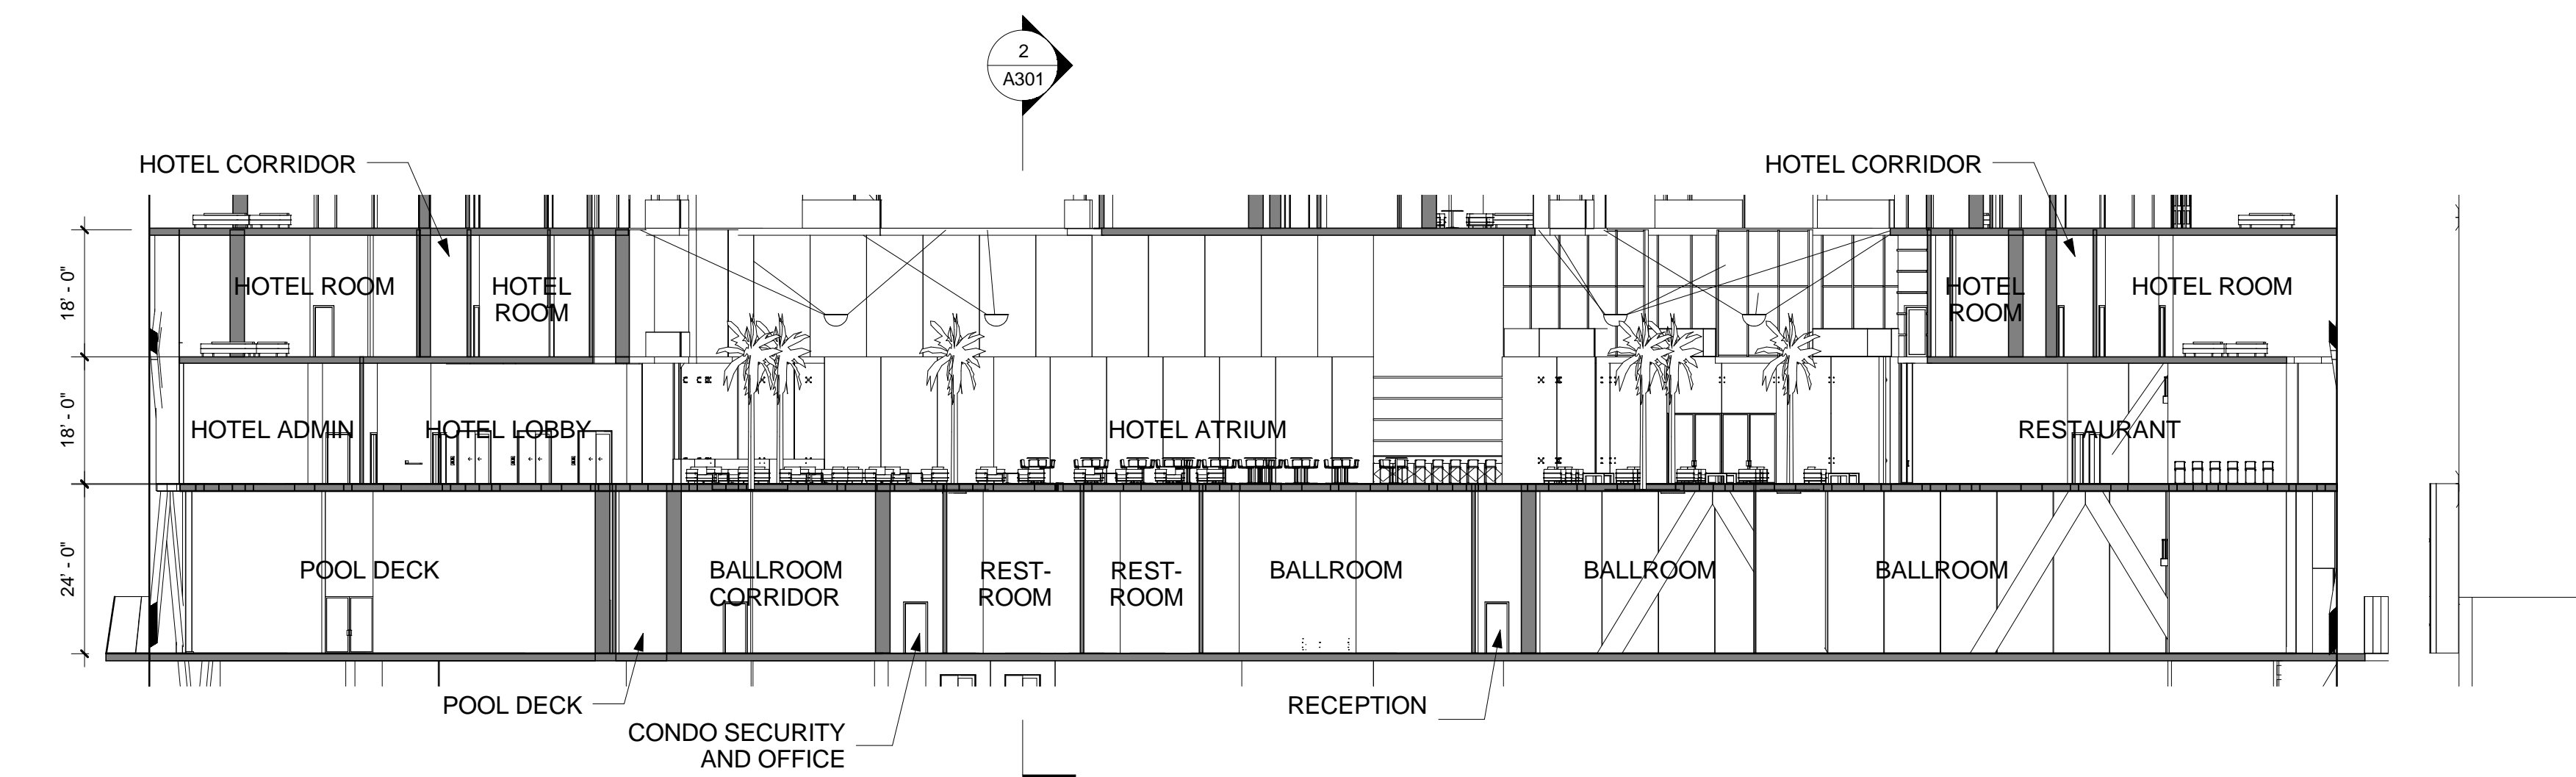 2
A301
HOTEL CORRIDOR
HOTEL CORRIDOR
18' - 0"
HOTEL ROOM
HOTEL
ROOM
HOTEL
ROOM
HOTEL ROOM
18' - 0"
HOTEL ADMIN
HOTEL LOBBY
HOTEL ATRIUM
RESTAURANT
24' - 0"
POOL DECK
BALLROOM
CORRIDOR
REST-
ROOM
REST-
ROOM
BALLROOM
BALLROOM
BALLROOM
POOL DECK
CONDO SECURITY
AND OFFICE
RECEPTION